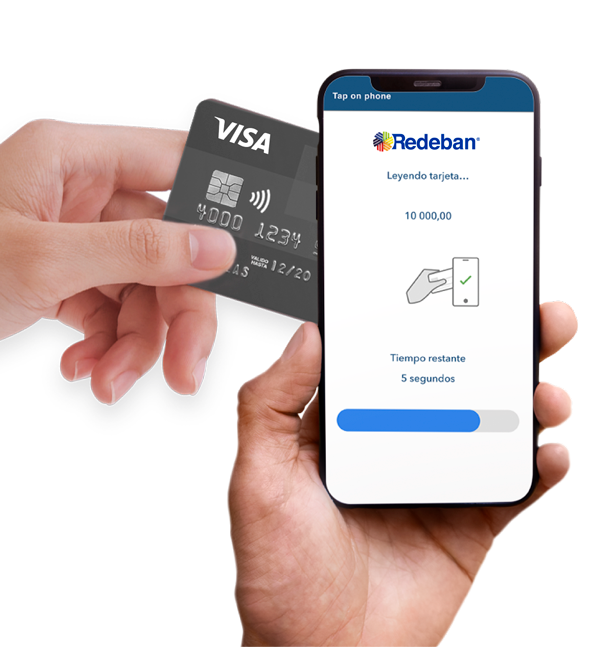 VISA
4000 1234
VALIDO
HASTA
12/20
Tap on phone
Redeban®
Leyendo tarjeta...
10 000,00
Tiempo restante
5 segundos